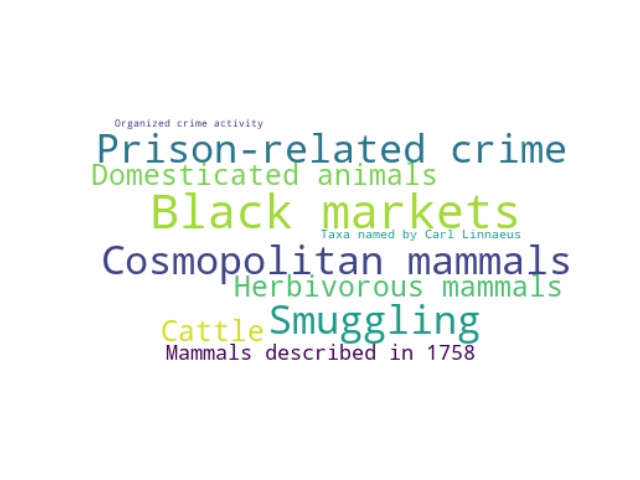 Organized crime activity
Prison-related crime
Domesticated animals
Black markets
Taxa named by Carl Linnaeus
Cosmopolitan mammals
Herbivorous mammals
Smuggling
Cattle
Mammals described in 1758